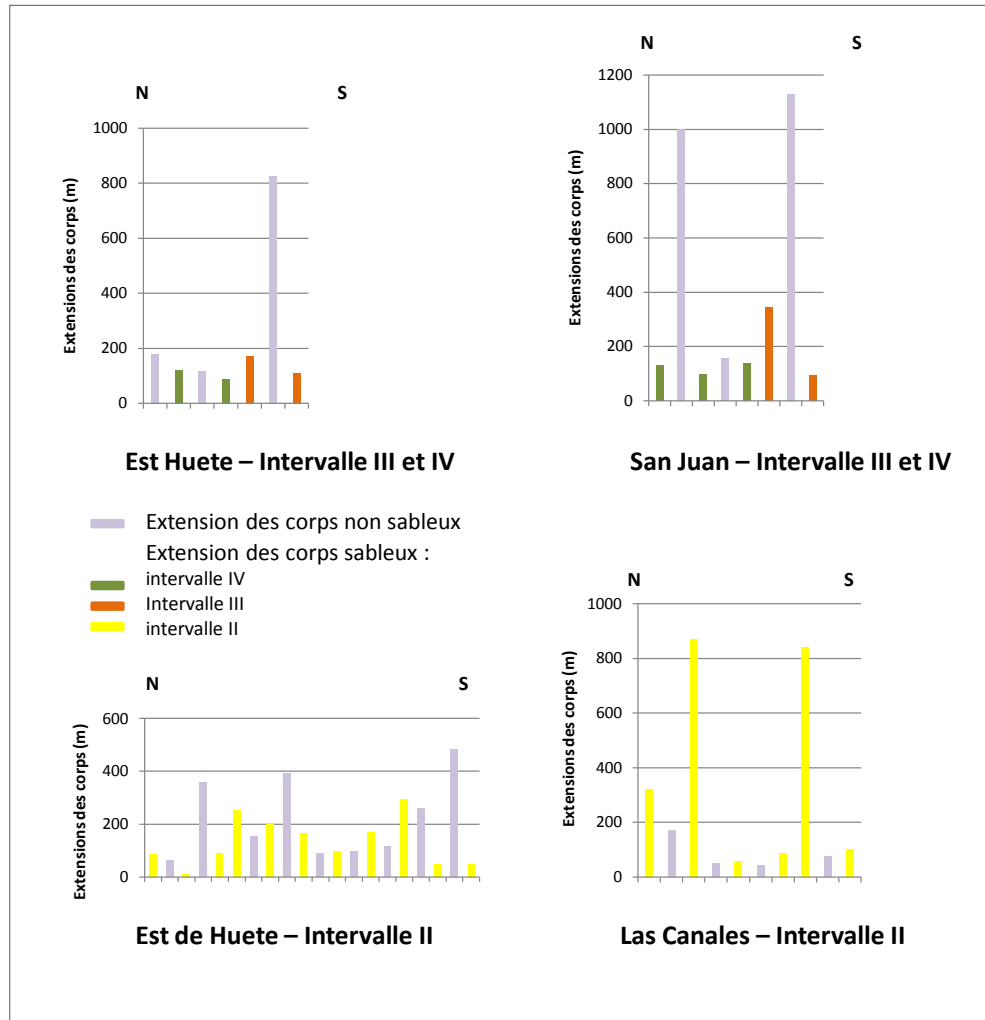 N S
1000
800
600
400
200
0
Extensions des corps (m)
Est Huete – Intervalle III et IV
N S
1200
1000
800
600
400
200
0
Extensions des corps (m)
San Juan – Intervalle III et IV
Extension des corps non sableux
Extension des corps sableux :
intervalle IV
Intervalle III
intervalle II
N S
600
400
200
0
Extensions des corps (m)
Est de Huete – Intervalle II
N S
1000
800
600
400
200
0
Extensions des corps (m)
Las Canales – Intervalle II